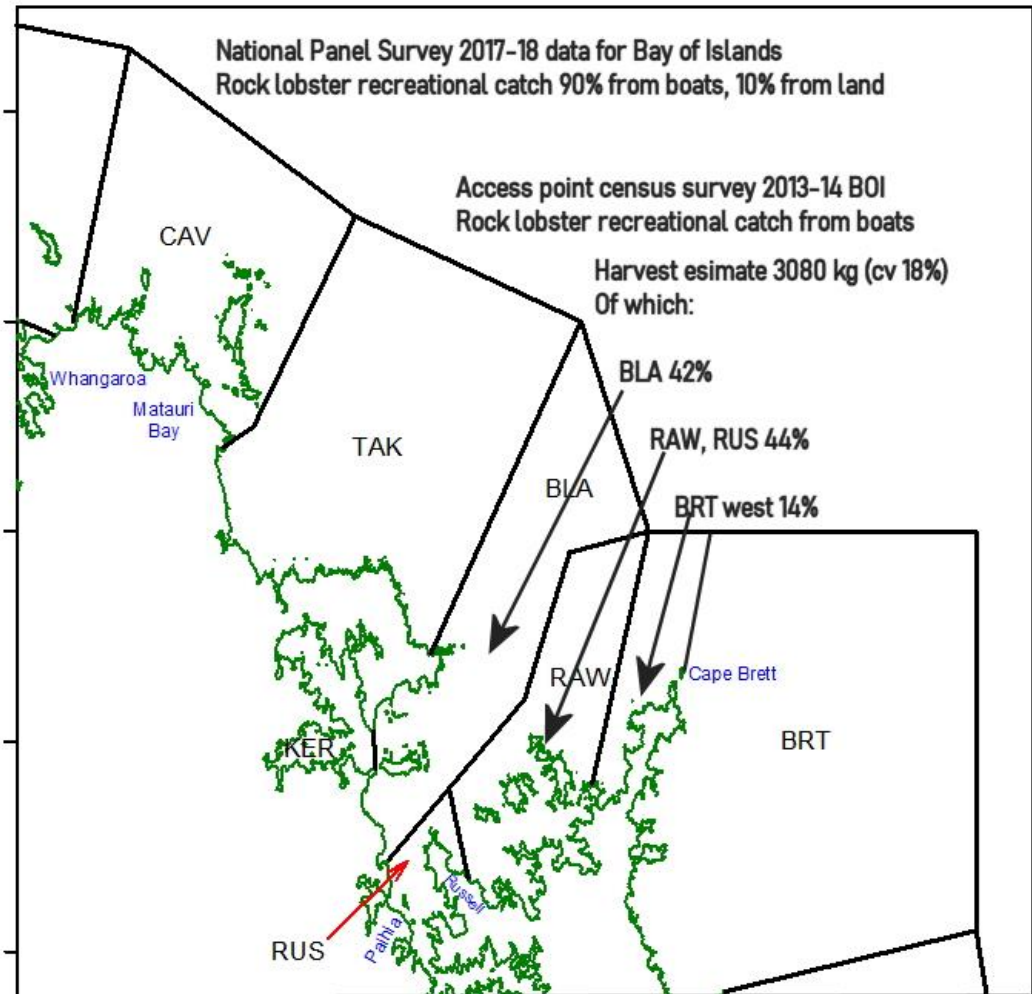 National Panel Survey 2017-18 data for Bay of Islands
Rock lobster recreational catch 90% from boats, 10% from land
Access point census survey 2013-14 BOI
Rock lobster recreational catch from boats
Harvest esimate 3080 kg (cv 18%)
Of which:
CAV
Whangaroa
Matauri
Bay
BLA 42%
TAK
RAW, RUS 44%
BLA
BRT west 14%
RAW
Cape Brett
KER
BRT
Russell
Paihia
RUS